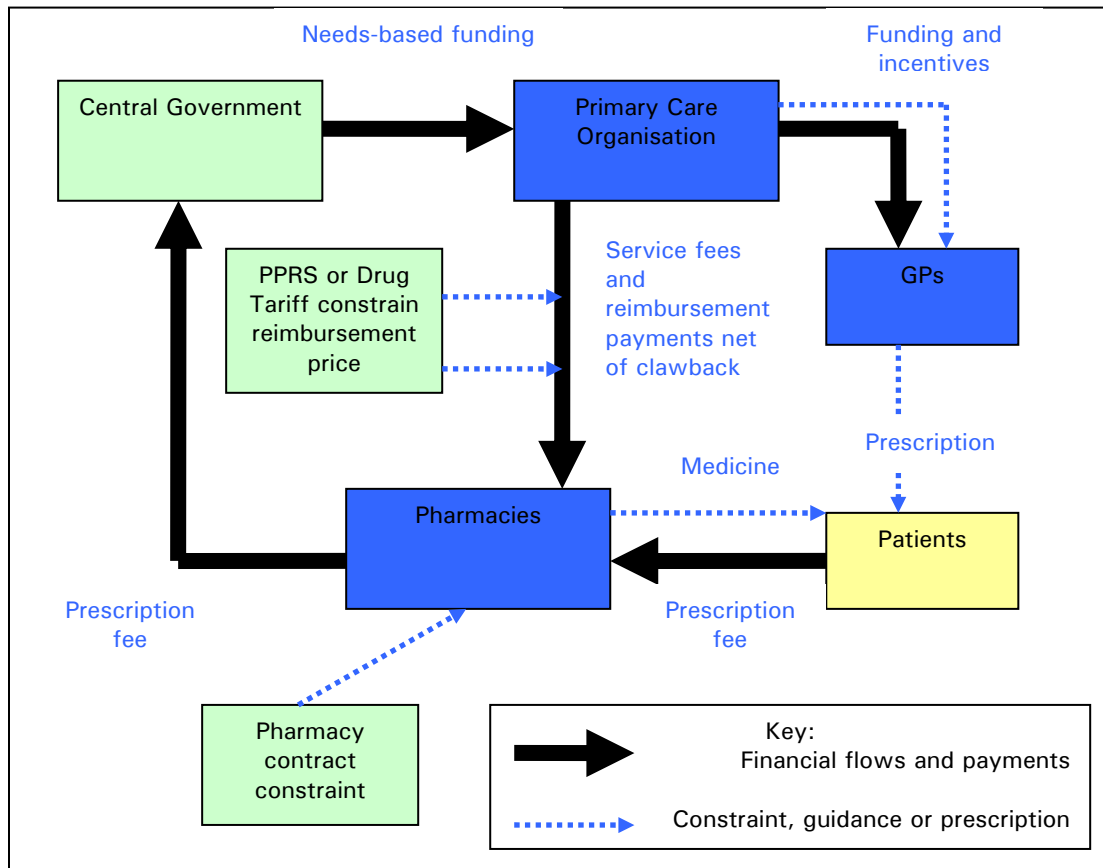 Needs-based funding
Funding and
incentives
Central Government
Primary Care
Organisation
PPRS or Drug
Tariff constrain
reimbursement
price
Service fees
and
reimbursement
payments net
of clawback
GPs
Prescription
Medicine
Pharmacies
Patients
Prescription
fee
Prescription
fee
Pharmacy
contract
constraint
Key:
Financial flows and payments
Constraint, guidance or prescription